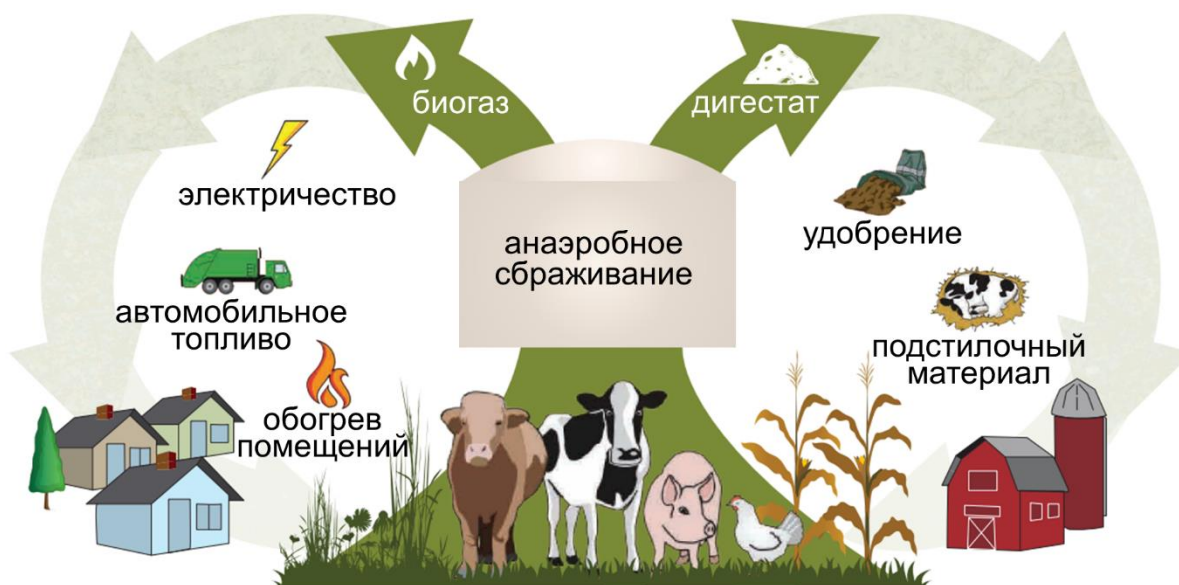 биогаз
дигестат
электричество
автомобильное
топливо
обогрев
помещений
анаэробное
сбраживание
удобрение
подстилочный
материал